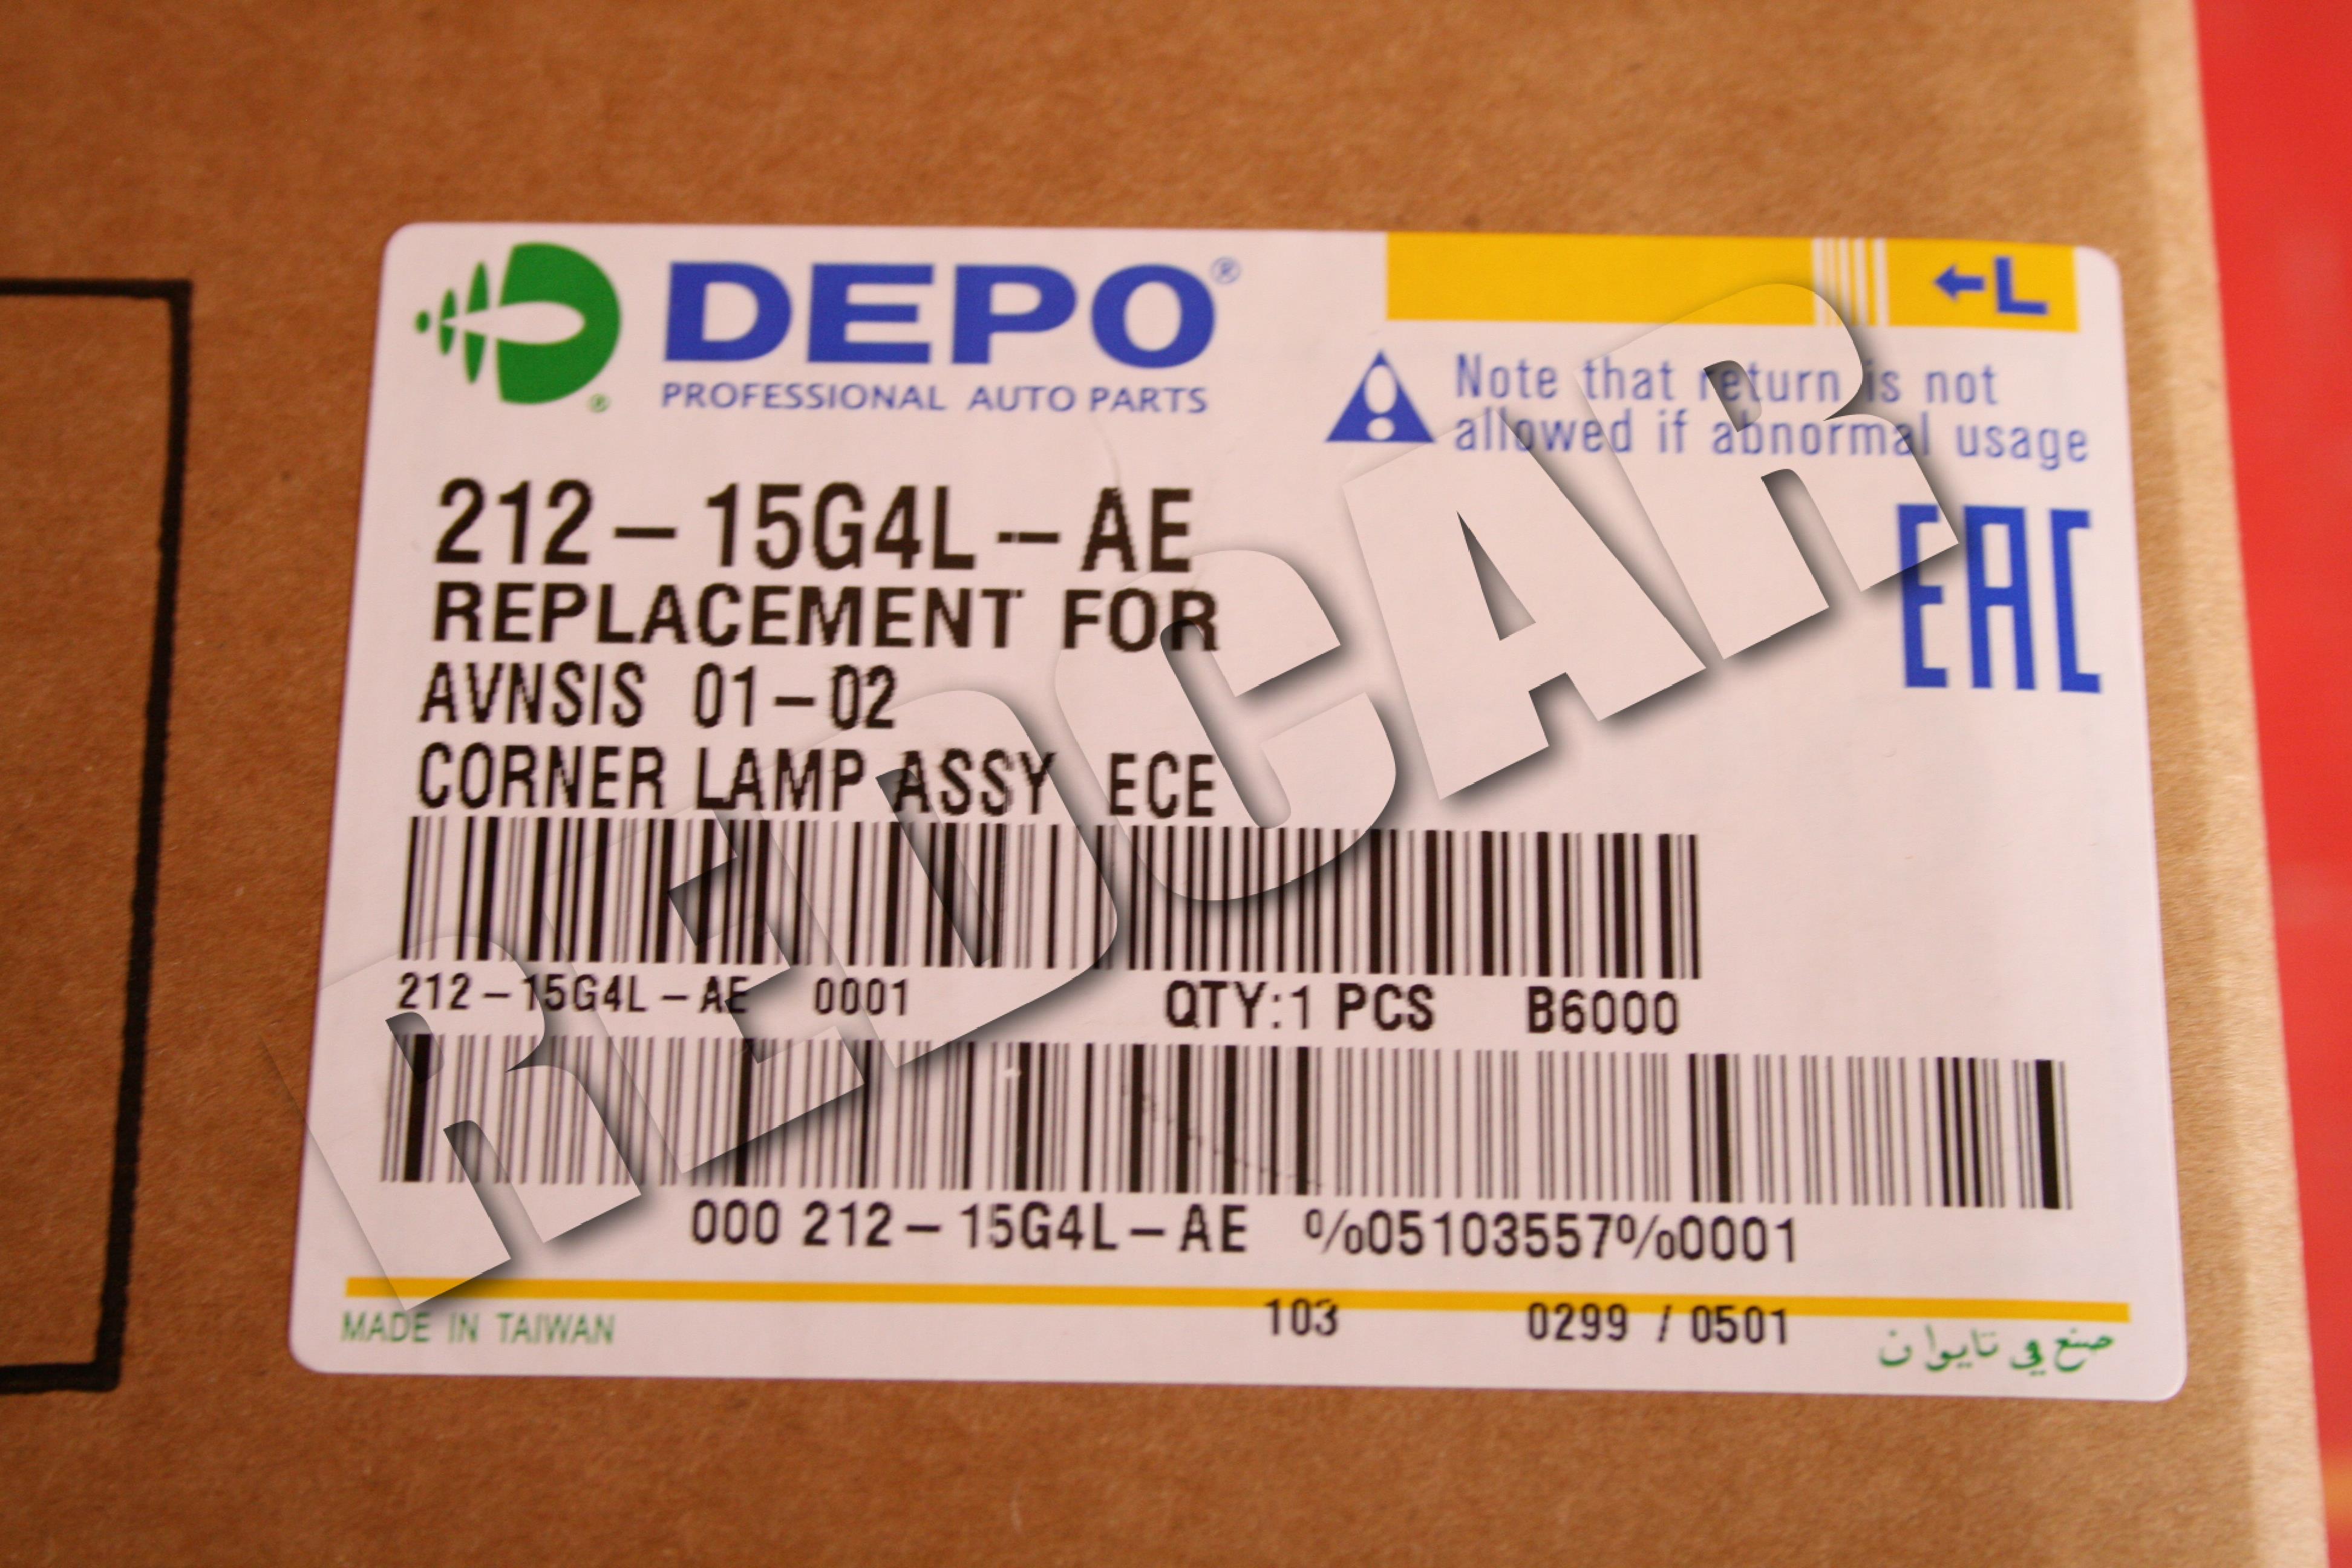 DEPO®
PROFESSIONAL AUTO PARTS
®
L
Note that return is not
allowed if abnormal usage
212-15G4L-AE
REPLACEMENT FOR
AVNSIS 01-02
CORNER LAMP ASSY ECE
EAC
212-15G4L-AE 0001 QTY:1 PCS B6000
000 212-15G4L-AE %05103557%0001
MADE IN TAIWAN 103 0299 / 0501 صنع في تايوان
REDCAR